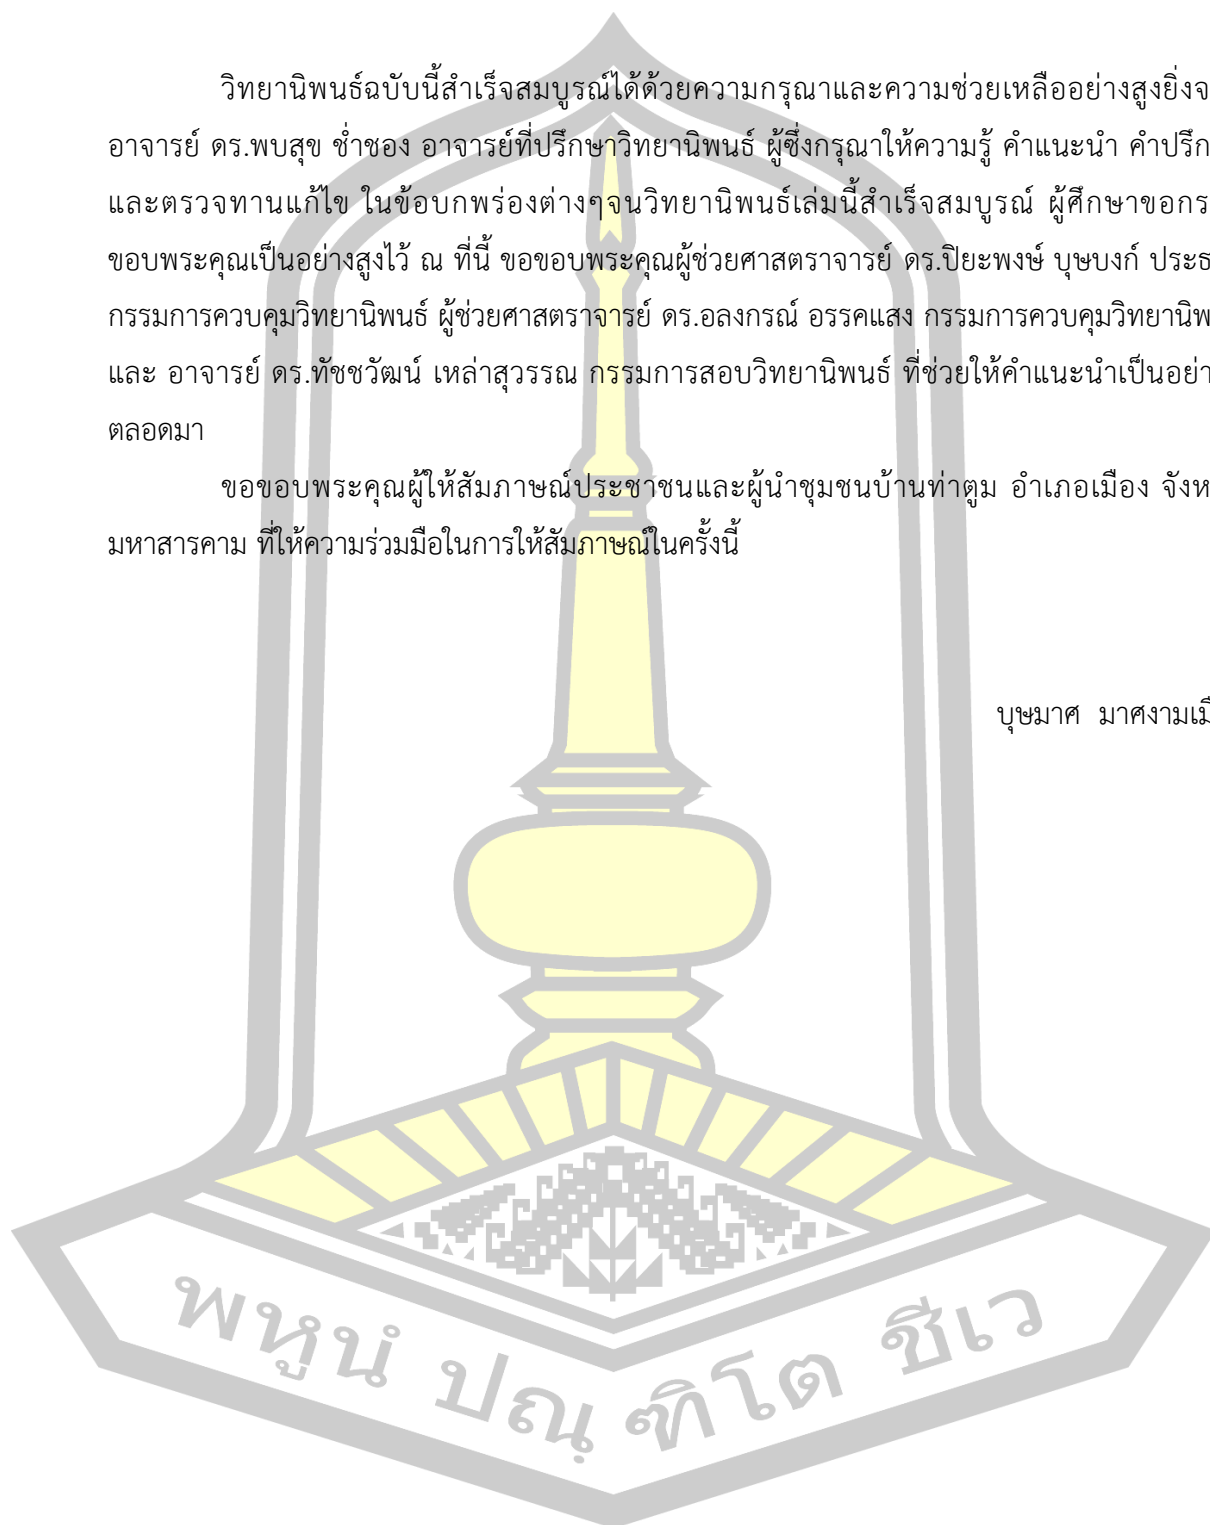 วิทยานิพนธ์ฉบับนี้สำเร็จสมบูรณ์ได้ด้วยความกรุณาและความช่วยเหลืออย่างสูงยิ่งจ
อาจารย์ ดร.พบสุข ช่ำชอง อาจารย์ที่ปรึกษาวิทยานิพนธ์ ผู้ซึ่งกรุณาให้ความรู้ คำแนะนำ คำปรึก
และตรวจทานแก้ไข ในข้อบกพร่องต่างๆจนวิทยานิพนธ์เล่มนี้สำเร็จสมบูรณ์ ผู้ศึกษาขอกร
ขอบพระคุณเป็นอย่างสูงไว้ ณ ที่นี้ ขอขอบพระคุณผู้ช่วยศาสตราจารย์ ดร.ปิยะพงษ์ บุษบงก์ ประธ
กรรมการควบคุมวิทยานิพนธ์ ผู้ช่วยศาสตราจารย์ ดร.อลงกรณ์ อรรคแสง กรรมการควบคุมวิทยานิพ
และ อาจารย์ ดร.ทัชชวัฒน์ เหล่าสุวรรณ กรรมการสอบวิทยานิพนธ์ ที่ช่วยให้คำแนะนำเป็นอย่า
ตลอดมา
ขอขอบพระคุณผู้ให้สัมภาษณ์ประชาชนและผู้นำชุมชนบ้านท่าตูม อำเภอเมือง จังห
มหาสารคาม ที่ให้ความร่วมมือในการให้สัมภาษณ์ในครั้งนี้
บุษมาศ มาศงามเมื
พหูนํ ปณฺฑิโต ชีเว